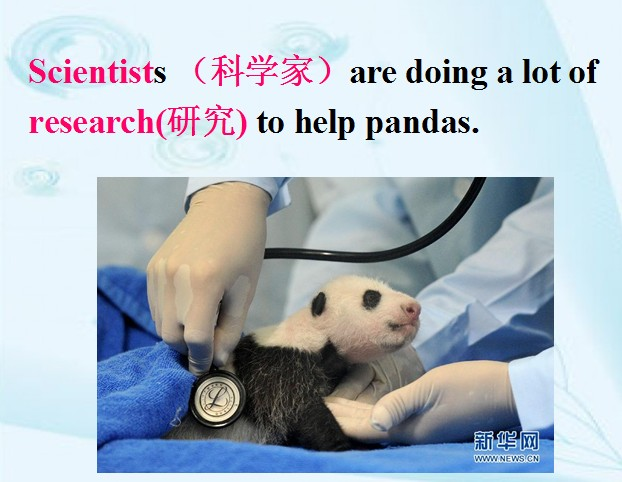 Scientists （科学家）are doing a lot of
research(研究) to help pandas.
新华网
WWW.NEWS.CN